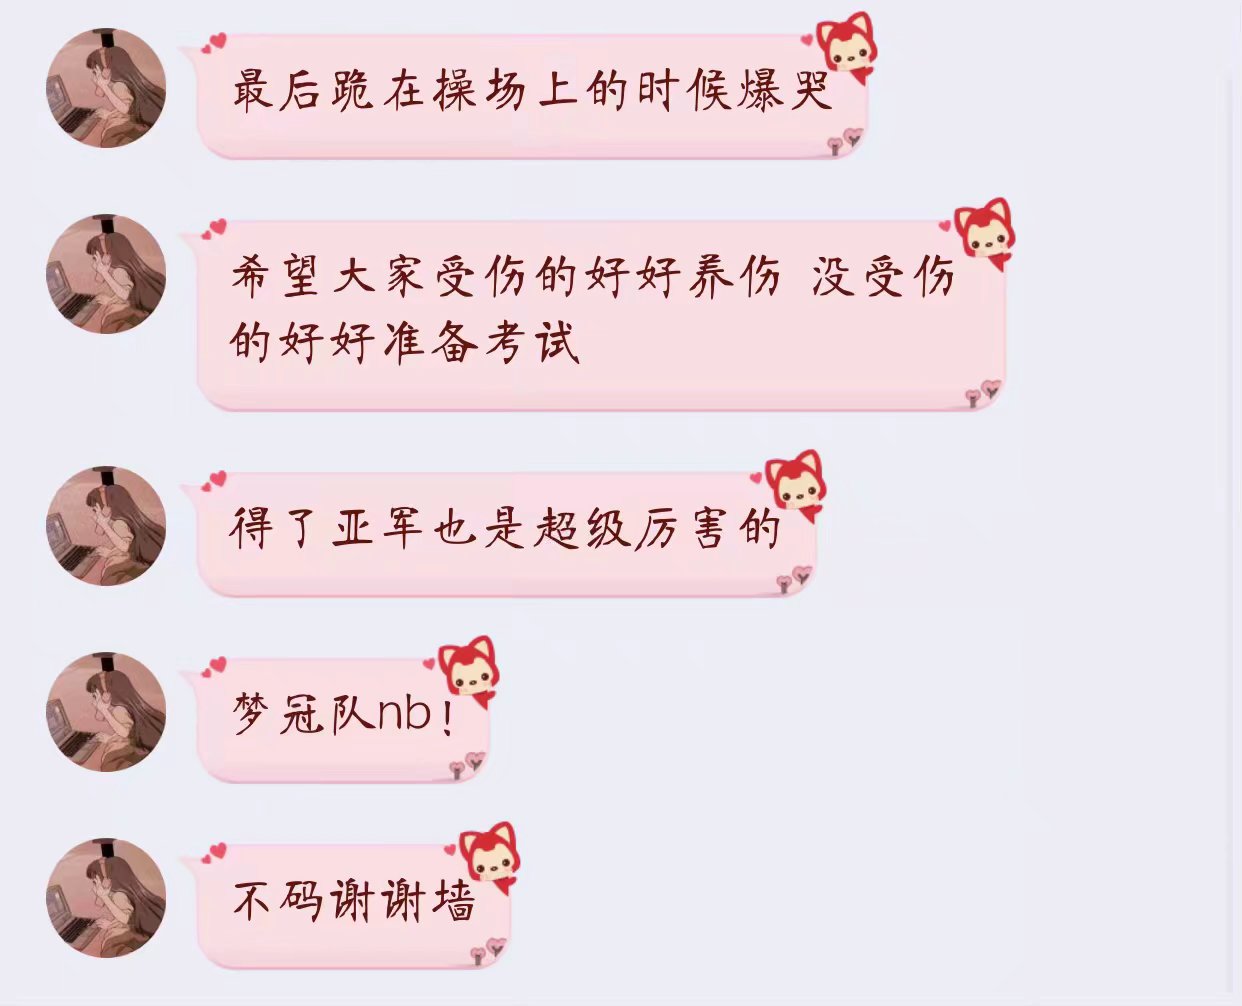 最后跪在操场上的时候爆哭
希望大家受伤的好好养伤 没受伤
的好好准备考试
得了亚军也是超级厉害的
梦冠队nb！
不码谢谢墙